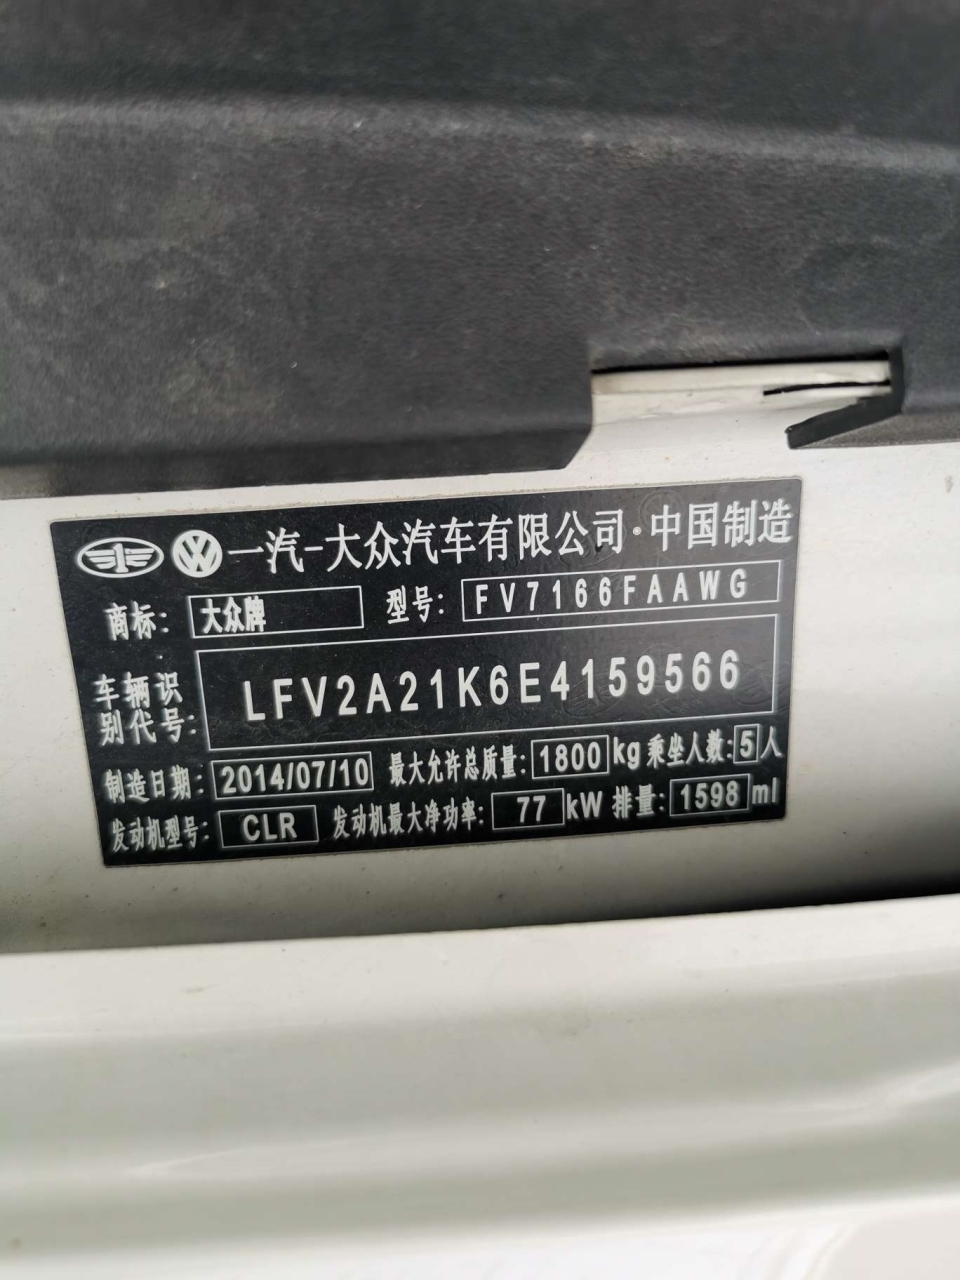 一汽-大众汽车有限公司·中国制造
商标: 大众牌 型号: FV7166FAAWG
车辆识别代号: LFV2A21K6E4159566
制造日期: 2014/07/10 最大允许总质量: 1800 kg 乘坐人数: 5 人
发动机型号: CLR 发动机最大净功率: 77 kW 排量: 1598 ml